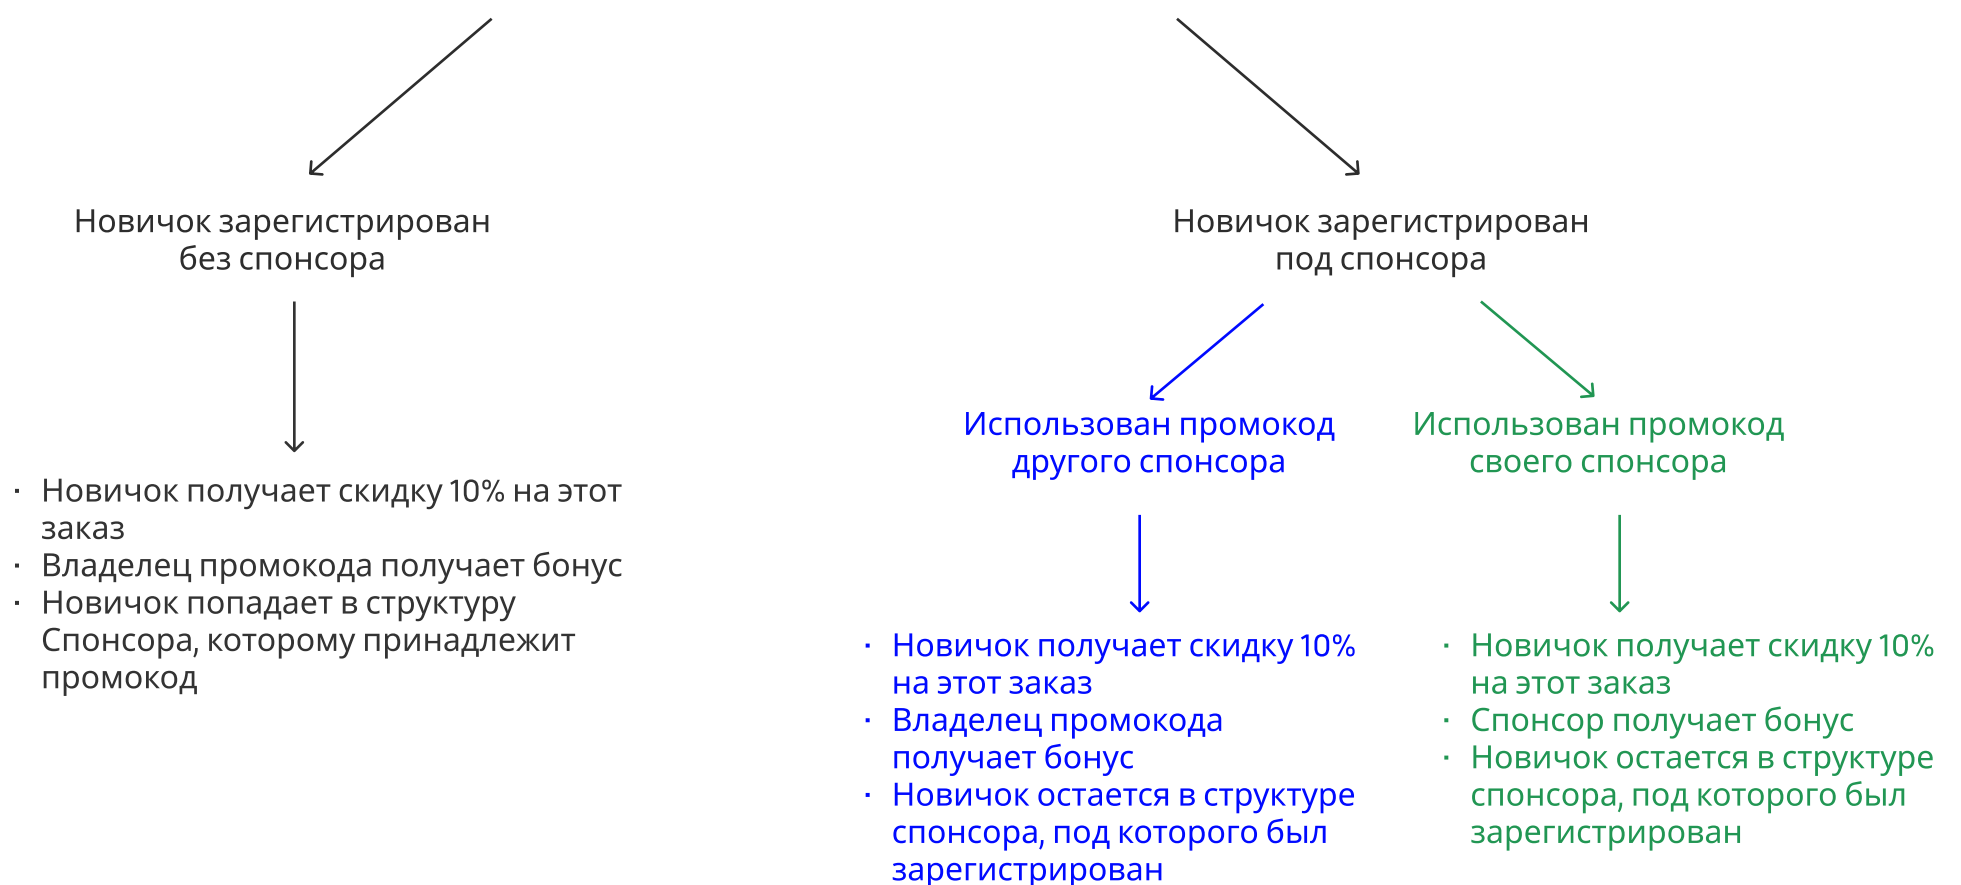 Новичок зарегистрирован
без спонсора
· Новичок получает скидку 10% на этот
заказ
· Владелец промокода получает бонус
· Новичок попадает в структуру
Спонсора, которому принадлежит
промокод
Новичок зарегистрирован
под спонсора
Использован промокод
другого спонсора
· Новичок получает скидку 10%
на этот заказ
· Владелец промокода
получает бонус
· Новичок остается в структуре
спонсора, под которого был
зарегистрирован
Использован промокод
своего спонсора
· Новичок получает скидку 10%
на этот заказ
· Спонсор получает бонус
· Новичок остается в структуре
спонсора, под которого был
зарегистрирован